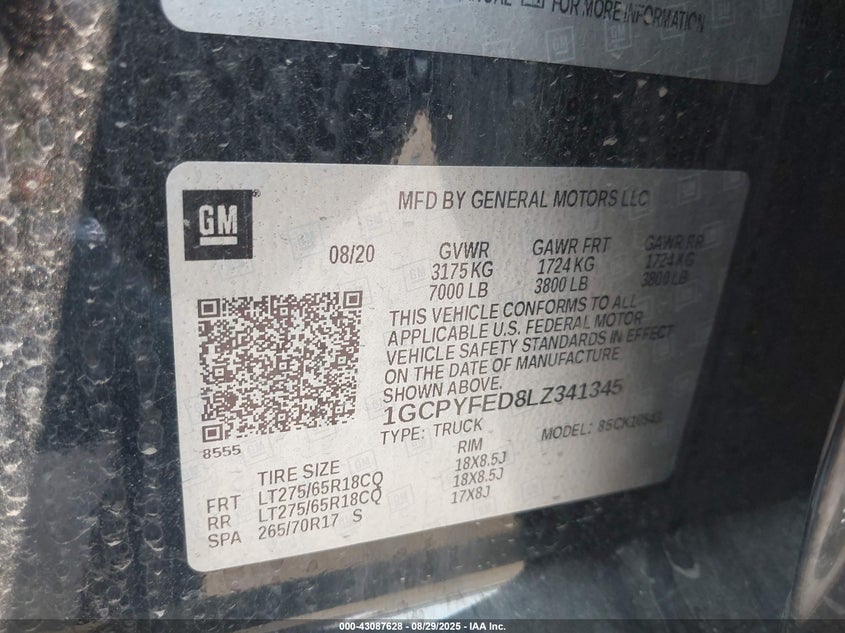 MANUAL FOR MORE INFORMATION
GM
MFD BY GENERAL MOTORS LLC
08/20 GVWR GAWR FRT GAWR RR
3175 KG 1724 KG 1724 KG
7000 LB 3800 LB 3800 LB
THIS VEHICLE CONFORMS TO ALL
APPLICABLE U.S. FEDERAL MOTOR
VEHICLE SAFETY STANDARDS IN EFFECT
ON THE DATE OF MANUFACTURE
SHOWN ABOVE.
1GCPYFED8LZ341345
TYPE: TRUCK MODEL:
8555
TIRE SIZE RIM
FRT LT275/65R18CQ 18X8.5J
RR LT275/65R18CQ 18X8.5J
SPA 265/70R17 S 17X8J
000-43087628 - 08/29/2025 - IAA Inc.